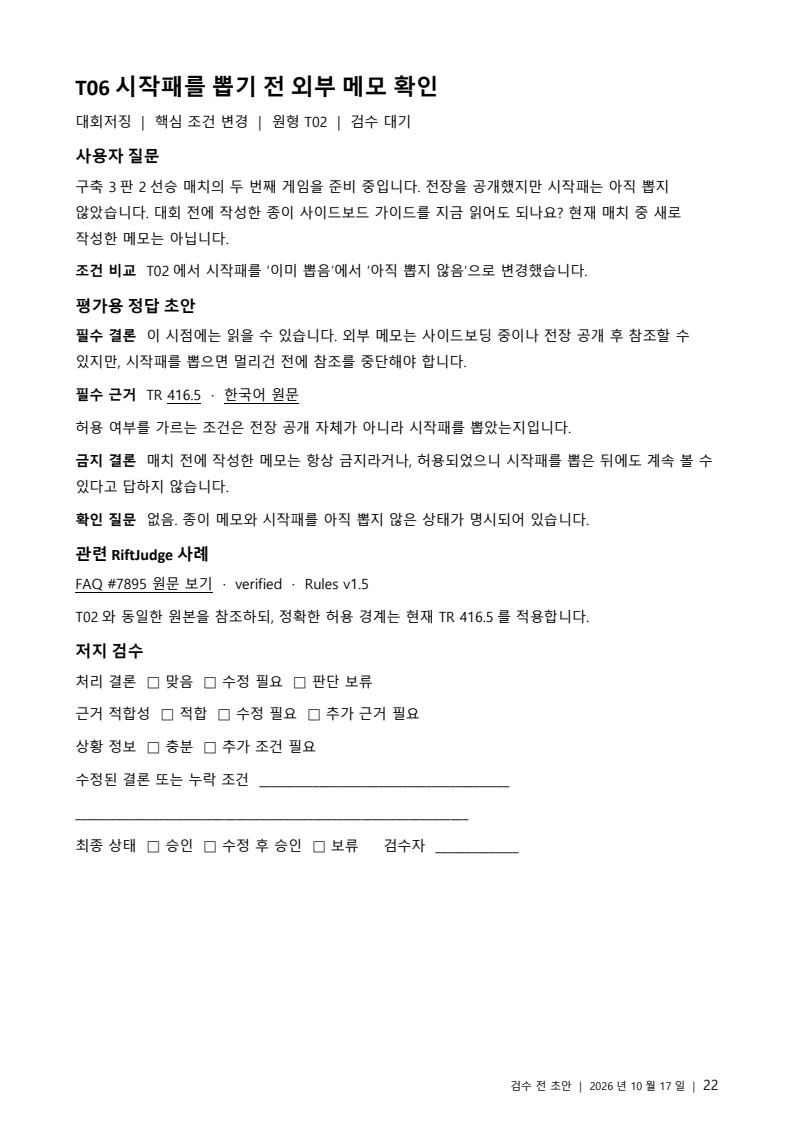 T06 시작패를 뽑기 전 외부 메모 확인
대회저징 | 핵심 조건 변경 | 원형 T02 | 검수 대기
사용자 질문
구축 3판 2선승 매치의 두 번째 게임을 준비 중입니다. 전장을 공개했지만 시작패는 아직 뽑지
않았습니다. 대회 전에 작성한 종이 사이드보드 가이드를 지금 읽어도 되나요? 현재 매치 중 새로
작성한 메모는 아닙니다.
조건 비교 T02에서 시작패를 '이미 뽑음'에서 '아직 뽑지 않음'으로 변경했습니다.
평가용 정답 초안
필수 결론 이 시점에는 읽을 수 있습니다. 외부 메모는 사이드보딩 중이나 전장 공개 후 참조할 수
있지만, 시작패를 뽑으면 멀리건 전에 참조를 중단해야 합니다.
필수 근거 TR 416.5 · 한국어 원문
허용 여부를 가르는 조건은 전장 공개 자체가 아니라 시작패를 뽑았는지입니다.
금지 결론 매치 전에 작성한 메모는 항상 금지라거나, 허용되었으니 시작패를 뽑은 뒤에도 계속 볼 수
있다고 답하지 않습니다.
확인 질문 없음. 종이 메모와 시작패를 아직 뽑지 않은 상태가 명시되어 있습니다.
관련 RiftJudge 사례
FAQ #7895 원문 보기 · verified · Rules v1.5
T02와 동일한 원본을 참조하되, 정확한 허용 경계는 현재 TR 416.5를 적용합니다.
저지 검수
처리 결론 □ 맞음 □ 수정 필요 □ 판단 보류
근거 적합성 □ 적합 □ 수정 필요 □ 추가 근거 필요
상황 정보 □ 충분 □ 추가 조건 필요
수정된 결론 또는 누락 조건 ______________________________
_______________________________________________
최종 상태 □ 승인 □ 수정 후 승인 □ 보류 검수자 __________
검수 전 초안 | 2026년 10월 17일 | 22